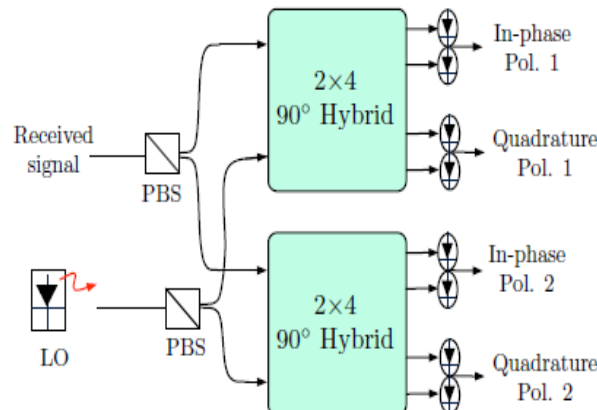 In-phase
Pol. 1
2×4
90° Hybrid
Received
signal
PBS
Quadrature
Pol. 1
In-phase
Pol. 2
2×4
90° Hybrid
LO
PBS
Quadrature
Pol. 2